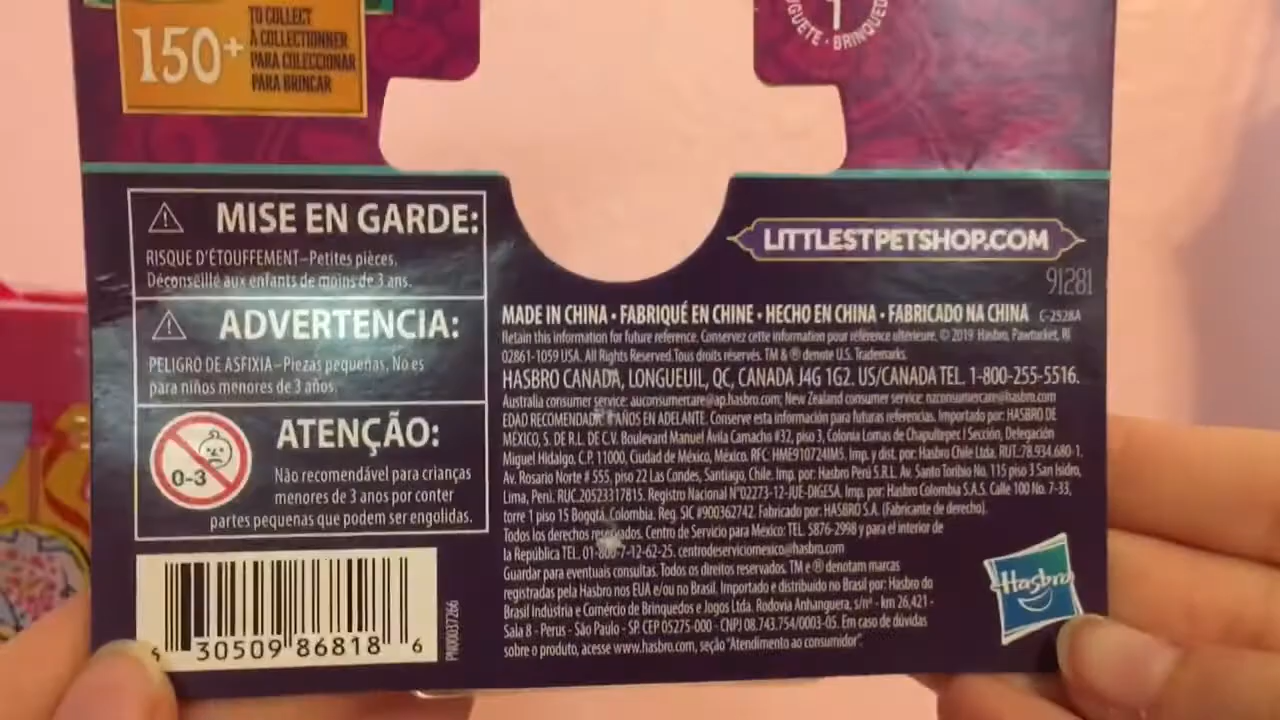 150+
TO COLLECT
À COLLECTIONNER
PARA COLECCIONAR
PARA BRINCAR
1
MISE EN GARDE:
RISQUE D'ÉTOUFFEMENT–Petites pièces.
Déconseillé aux enfants de moins de 3 ans.
ADVERTENCIA:
PELIGRO DE ASFIXIA–Piezas pequeñas. No es
para niños menores de 3 años.
0-3
ATENÇÃO:
Não recomendável para crianças
menores de 3 anos por conter
partes pequenas que podem ser engolidas.
30509 86818 6
PN00037266
LITTLESTPETSHOP.COM
91281
MADE IN CHINA • FABRIQUÉ EN CHINE • HECHO EN CHINA • FABRICADO NA CHINA C-2528A
Retain this information for future reference. Conservez cette information pour référence ultérieure. © 2019 Hasbro, Pawtucket, RI
02861-1059 USA. All Rights Reserved.Tous droits réservés. TM & ® denote U.S. Trademarks.
HASBRO CANADA, LONGUEUIL, QC, CANADA J4G 1G2. US/CANADA TEL. 1-800-255-5516.
Australia consumer service: auconsumercare@ap.hasbro.com; New Zealand consumer service: nzconsumercare@hasbro.com
EDAD RECOMENDADA: AÑOS EN ADELANTE. Conserve esta información para futuras referencias. Importado por: HASBRO DE
MÉXICO, S. DE R.L. DE C.V. Boulevard Manuel Ávila Camacho #32, piso 3, Colonia Lomas de Chapultepec I Sección, Delegación
Miguel Hidalgo. C.P. 11000, Ciudad de México, México. RFC: HME910724IM5. Imp. y dist. por: Hasbro Chile Ltda. RUT:78.934.680-1.
Av. Rosario Norte # 555, piso 22 Las Condes, Santiago, Chile. Imp. por: Hasbro Perú S.R.L. Av. Santo Toribio No. 115 piso 3 San Isidro,
Lima, Perú. RUC.20523317815. Registro Nacional N°02273-12-JUE-DIGESA. Imp. por: Hasbro Colombia S.A.S. Calle 100 No. 7-33,
torre 1 piso 15 Bogotá, Colombia. Reg. SIC #900362742. Fabricado por: HASBRO S.A. (Fabricante de derecho).
Todos los derechos reservados. Centro de Servicio para México: TEL. 5876-2998 y para el interior de
la República TEL. 01-800-7-12-62-25. centrodeserviciomexico@hasbro.com
Guardar para eventuais consultas. Todos os direitos reservados. TM e ® denotam marcas
registradas pela Hasbro nos EUA e/ou no Brasil. Importado e distribuído no Brasil por: Hasbro do
Brasil Indústria e Comércio de Brinquedos e Jogos Ltda. Rodovia Anhanguera, s/nº - km 26,421 -
Sala 8 - Perus - São Paulo - SP. CEP 05275-000 - CNPJ 08.743.754/0003-05. Em caso de dúvidas
sobre o produto, acesse www.hasbro.com, seção "Atendimento ao consumidor".
Hasbro